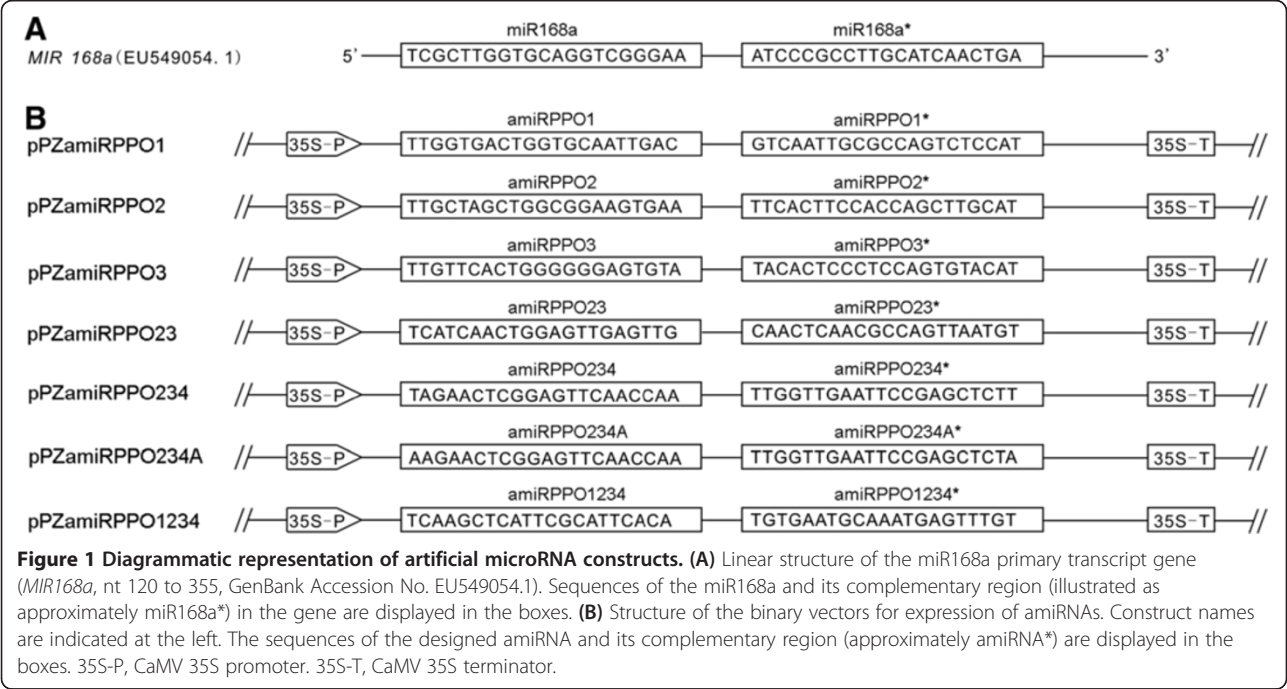 A
miR168a miR168a*
MIR 168a(EU549054. 1) 5' TCGCTTGGTGCAGGTCGGGAA ATCCCGCCTTGCATCAACTGA 3'
B
amiRPPO1 amiRPPO1*
pPZamiRPPO1 // 35S-P TTGGTGACTGGTGCAATTGAC GTCAATTGCGCCAGTCTCCAT 35S-T //
amiRPPO2 amiRPPO2*
pPZamiRPPO2 // 35S-P TTGCTAGCTGGCGGAAGTGAA TTCACTTCCACCAGCTTGCAT 35S-T //
amiRPPO3 amiRPPO3*
pPZamiRPPO3 // 35S-P TTGTTCACTGGGGGGAGTGTA TACACTCCCTCCAGTGTACAT 35S-T //
amiRPPO23 amiRPPO23*
pPZamiRPPO23 // 35S-P TCATCAACTGGAGTTGAGTTG CAACTCAACGCCAGTTAATGT 35S-T //
amiRPPO234 amiRPPO234*
pPZamiRPPO234 // 35S-P TAGAACTCGGAGTTCAACCAA TTGGTTGAATTCCGAGCTCTT 35S-T //
amiRPPO234A amiRPPO234A*
pPZamiRPPO234A // 35S-P AAGAACTCGGAGTTCAACCAA TTGGTTGAATTCCGAGCTCTA 35S-T //
amiRPPO1234 amiRPPO1234*
pPZamiRPPO1234 // 35S-P TCAAGCTCATTCGCATTCACA TGTGAATGCAAATGAGTTTGT 35S-T //
Figure 1 Diagrammatic representation of artificial microRNA constructs. (A) Linear structure of the miR168a primary transcript gene
(MIR168a, nt 120 to 355, GenBank Accession No. EU549054.1). Sequences of the miR168a and its complementary region (illustrated as
approximately miR168a*) in the gene are displayed in the boxes. (B) Structure of the binary vectors for expression of amiRNAs. Construct names
are indicated at the left. The sequences of the designed amiRNA and its complementary region (approximately amiRNA*) are displayed in the
boxes. 35S-P, CaMV 35S promoter. 35S-T, CaMV 35S terminator.